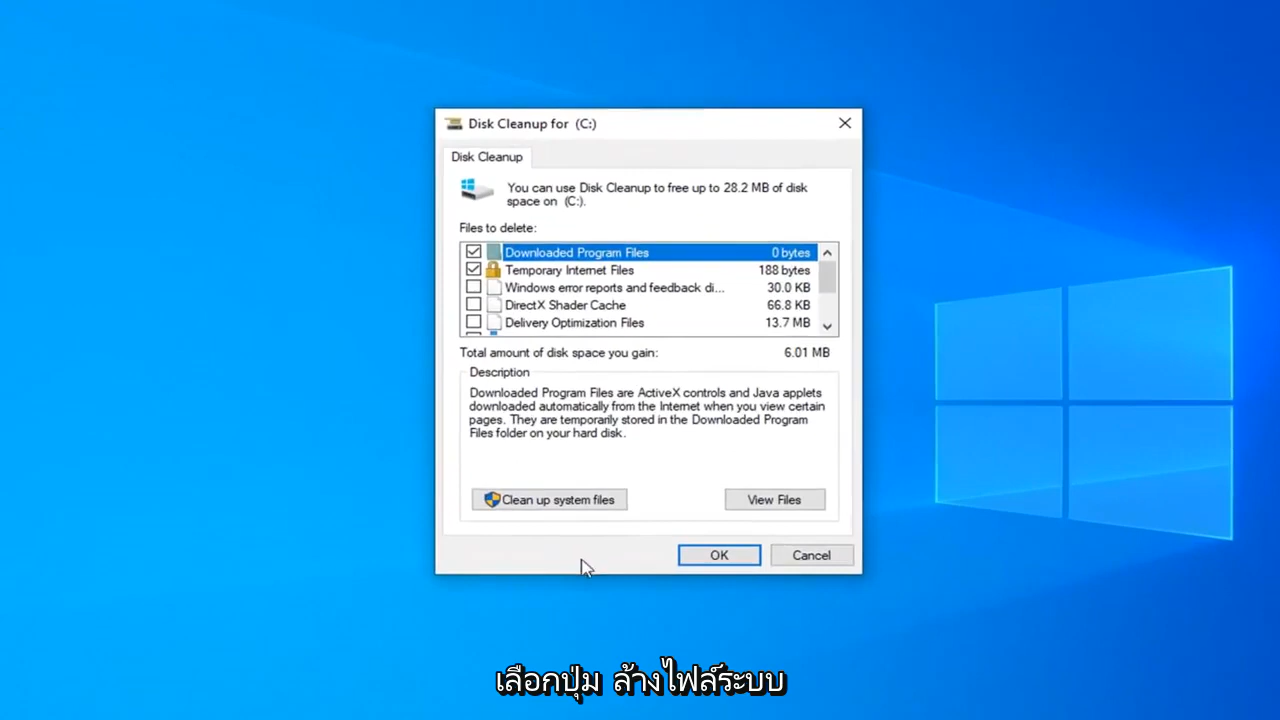 Disk Cleanup for (C:)
Disk Cleanup
You can use Disk Cleanup to free up to 28.2 MB of disk
space on (C:).
Files to delete:
Downloaded Program Files 0 bytes
Temporary Internet Files 188 bytes
Windows error reports and feedback di... 30.0 KB
DirectX Shader Cache 66.8 KB
Delivery Optimization Files 13.7 MB
Total amount of disk space you gain: 6.01 MB
Description
Downloaded Program Files are ActiveX controls and Java applets
downloaded automatically from the Internet when you view certain
pages. They are temporarily stored in the Downloaded Program
Files folder on your hard disk.
Clean up system files View Files
OK Cancel
เลือกปุ่ม ล้างไฟล์ระบบ